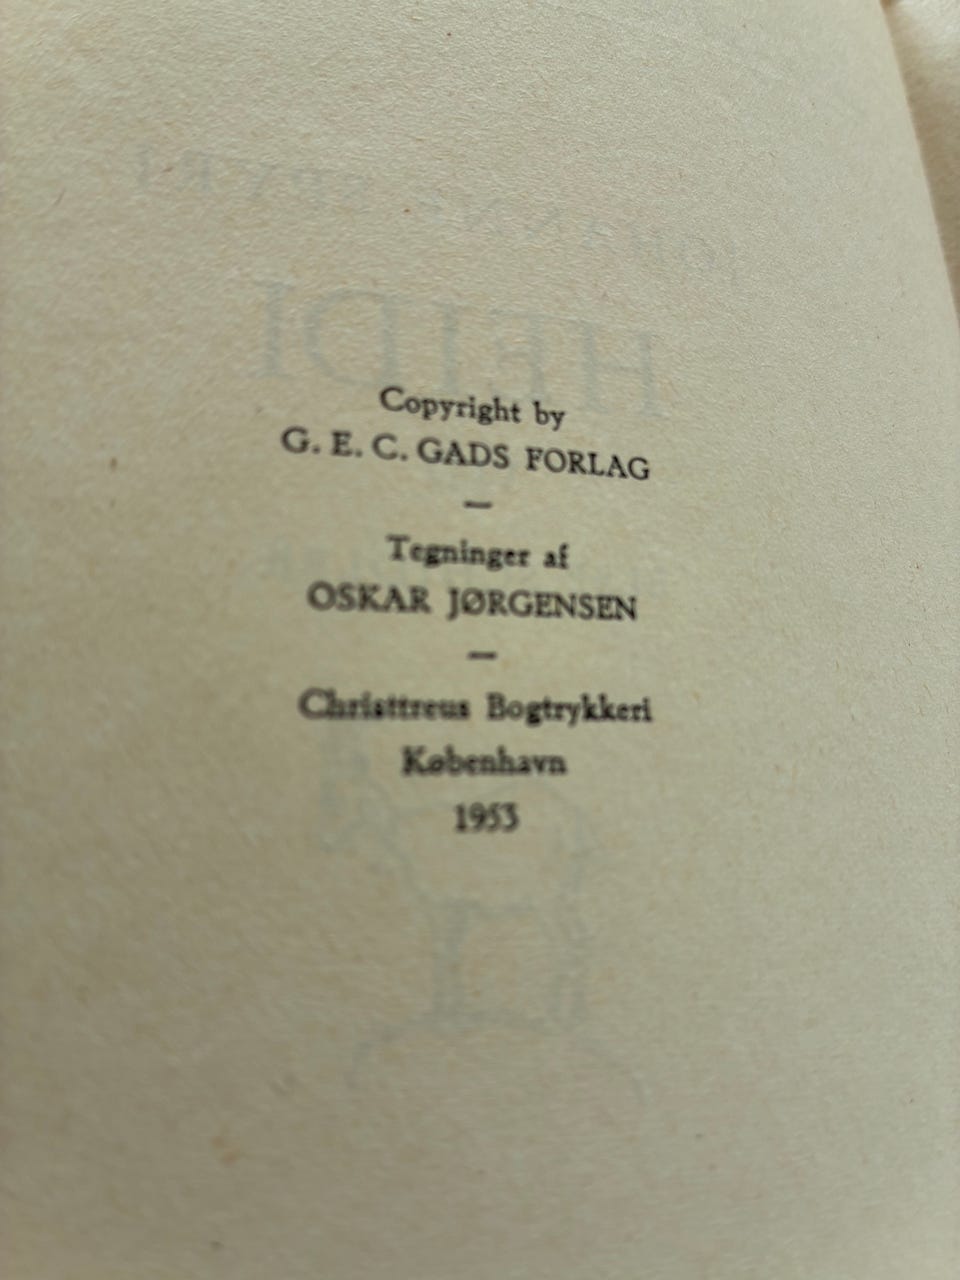 Copyright by
G. E. C. GADS FORLAG
—
Tegninger af
OSKAR JØRGENSEN
—
Christtreus Bogtrykkeri
København
1953